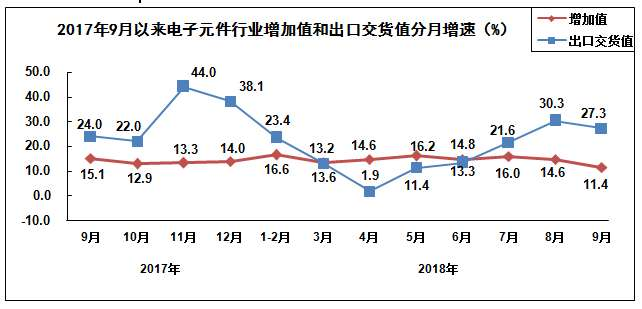 2017年9月以来电子元件行业增加值和出口交货值分月增速（%）
增加值
出口交货值
50.0
40.0
30.0
20.0
10.0
0.0
-10.0
24.0 22.0 44.0 38.1 23.4 13.2 14.6 16.2 14.8 21.6 30.3 27.3
15.1 12.9 13.3 14.0 16.6 13.6 1.9 11.4 13.3 16.0 14.6 11.4
9月 10月 11月 12月 1-2月 3月 4月 5月 6月 7月 8月 9月
2017年 2018年